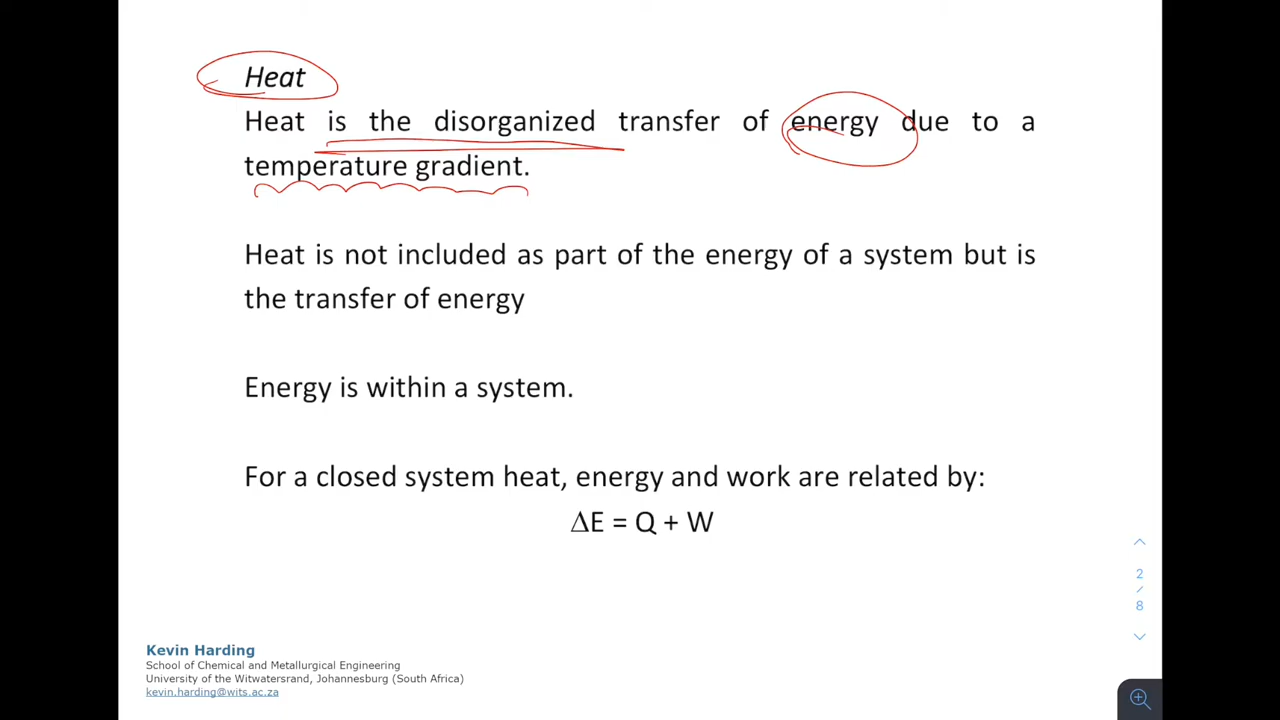 Heat
Heat is the disorganized transfer of energy due to a
temperature gradient.
Heat is not included as part of the energy of a system but is
the transfer of energy
Energy is within a system.
For a closed system heat, energy and work are related by:
∆E = Q + W
2
/
8
Kevin Harding
School of Chemical and Metallurgical Engineering
University of the Witwatersrand, Johannesburg (South Africa)
kevin.harding@wits.ac.za